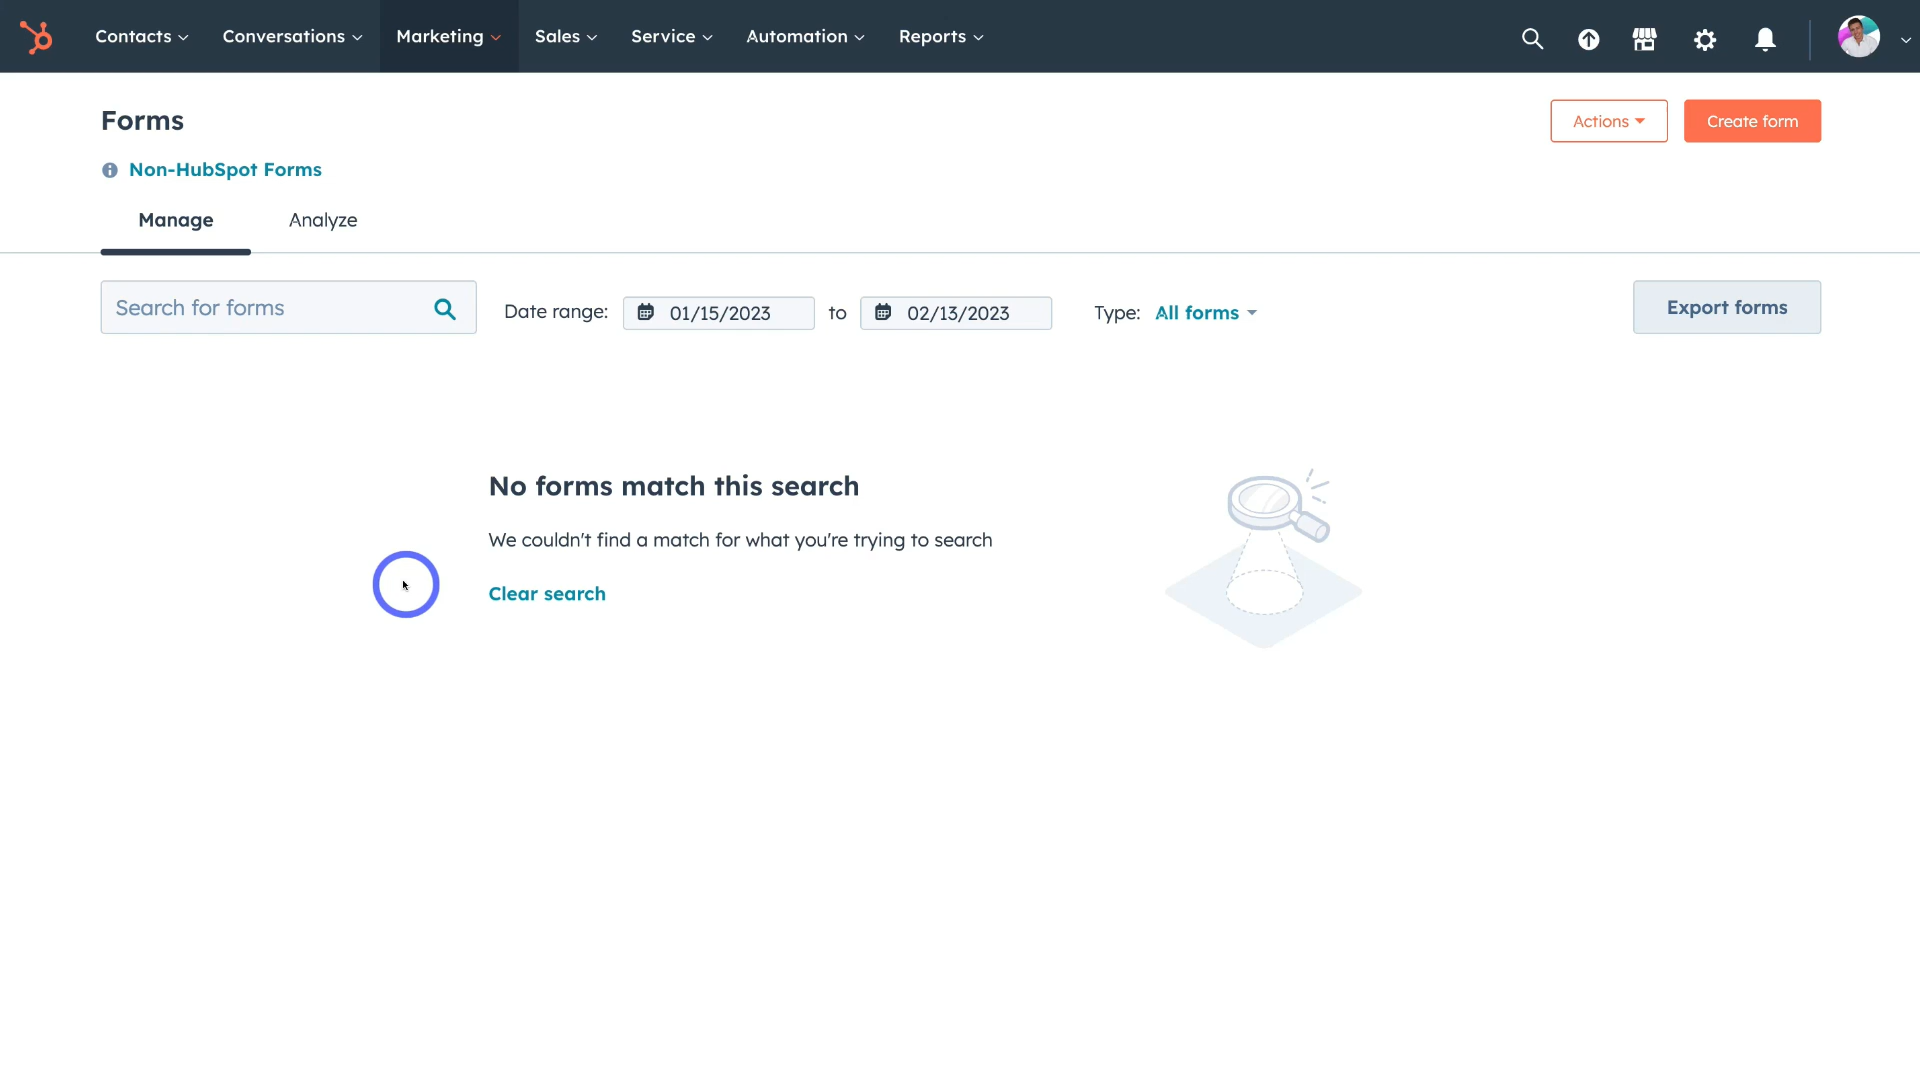 Contacts Conversations Marketing Sales Service Automation Reports
Forms
Actions Create form
Non-HubSpot Forms
Manage Analyze
Search for forms Date range: 01/15/2023 to 02/13/2023 Type: All forms Export forms
No forms match this search
We couldn't find a match for what you're trying to search
Clear search